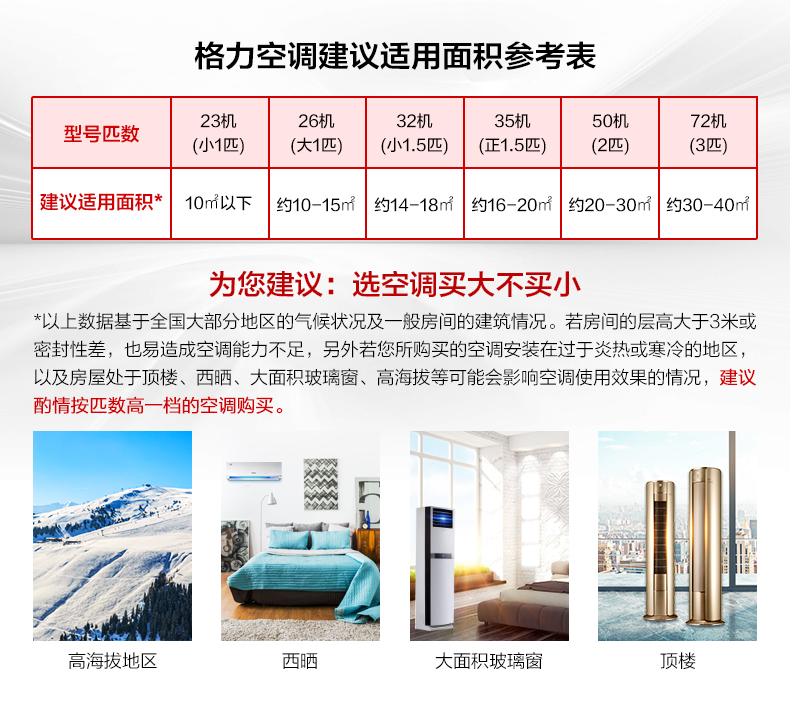 格力空调建议适用面积参考表
型号匹数 23机 26机 32机 35机 50机 72机
(小1匹) (大1匹) (小1.5匹) (正1.5匹) (2匹) (3匹)
建议适用面积* 10㎡以下 约10-15㎡ 约14-18㎡ 约16-20㎡ 约20-30㎡ 约30-40㎡
为您建议：选空调买大不买小
*以上数据基于全国大部分地区的气候状况及一般房间的建筑情况。若房间的层高大于3米或
密封性差，也易造成空调能力不足，另外若您所购买的空调安装在过于炎热或寒冷的地区，
以及房屋处于顶楼、西晒、大面积玻璃窗、高海拔等可能会影响空调使用效果的情况，建议
酌情按匹数高一档的空调购买。
高海拔地区 西晒 大面积玻璃窗 顶楼